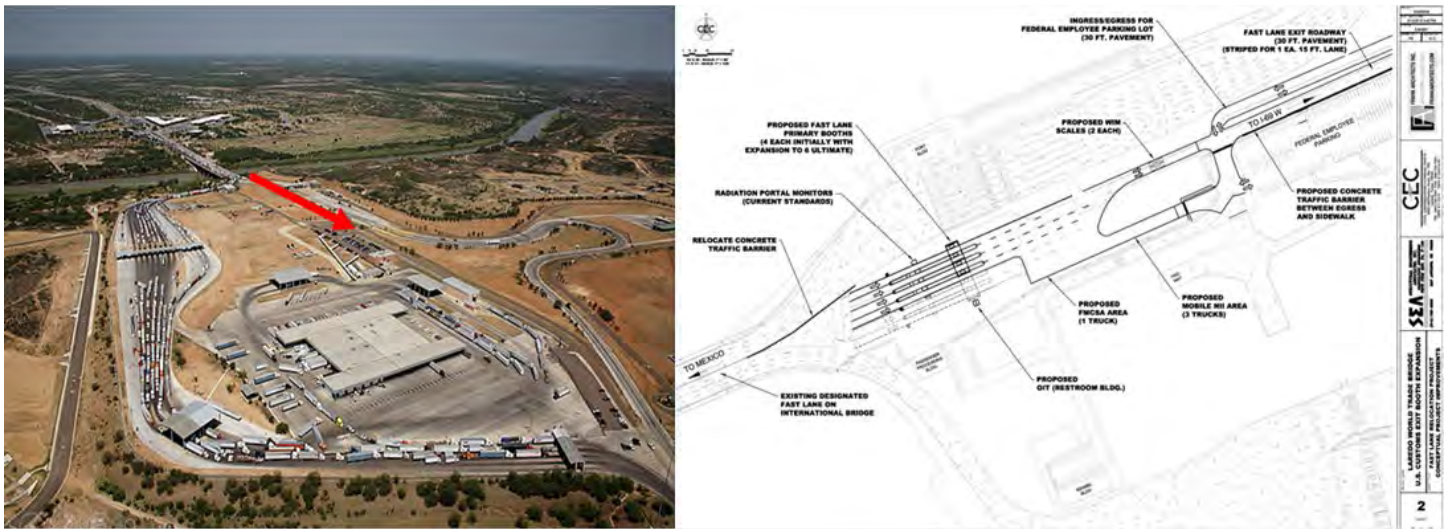 CEC
INGRESS/EGRESS FOR
FEDERAL EMPLOYEE PARKING LOT
(30 FT. PAVEMENT)
FAST LANE EXIT ROADWAY
(30 FT. PAVEMENT)
(STRIPED FOR 1 EA. 15 FT. LANE)
PROPOSED WIM
SCALES (2 EACH)
TO I-69 W
FEDERAL EMPLOYEE
PARKING
PROPOSED FAST LANE
PRIMARY BOOTHS
(4 EACH INITIALLY WITH
EXPANSION TO 6 ULTIMATE)
RADIATION PORTAL MONITORS
(CURRENT STANDARDS)
RELOCATE CONCRETE
TRAFFIC BARRIER
PROPOSED CONCRETE
TRAFFIC BARRIER
BETWEEN EGRESS
AND SIDEWALK
PROPOSED
MOBILE NII AREA
(3 TRUCKS)
PROPOSED
FMCSA AREA
(1 TRUCK)
TO MEXICO
PROPOSED
OIT (RESTROOM BLDG.)
EXISTING DESIGNATED
FAST LANE ON
INTERNATIONAL BRIDGE
CEC
SEA
LAREDO WORLD TRADE BRIDGE
U.S. CUSTOMS EXIT BOOTH EXPANSION
FAST LANE RELOCATION PROJECT
CONCEPTUAL PROJECT IMPROVEMENTS
2